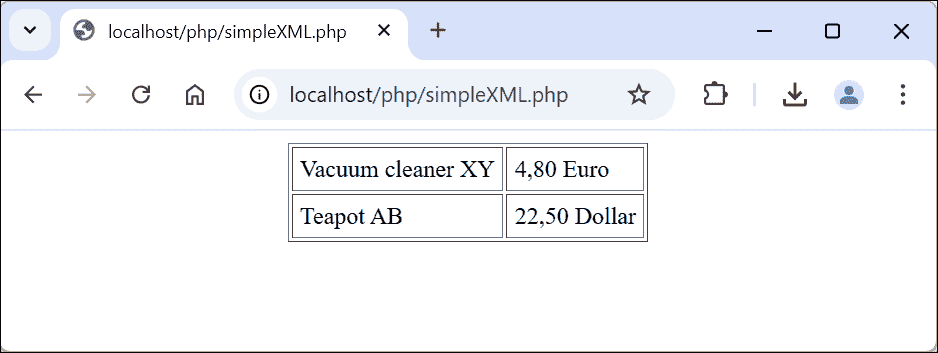 localhost/php/simpleXML.php
localhost/php/simpleXML.php
Vacuum cleaner XY 4,80 Euro
Teapot AB 22,50 Dollar